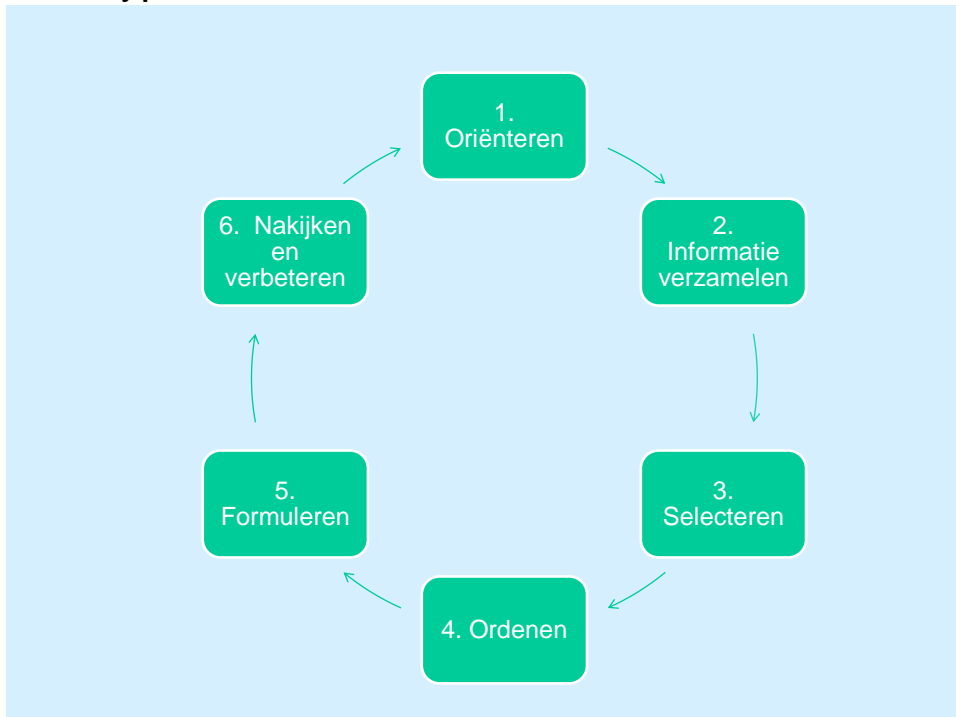 1.
Oriënteren
2.
Informatie
verzamelen
3.
Selecteren
4. Ordenen
5.
Formuleren
6. Nakijken
en
verbeteren